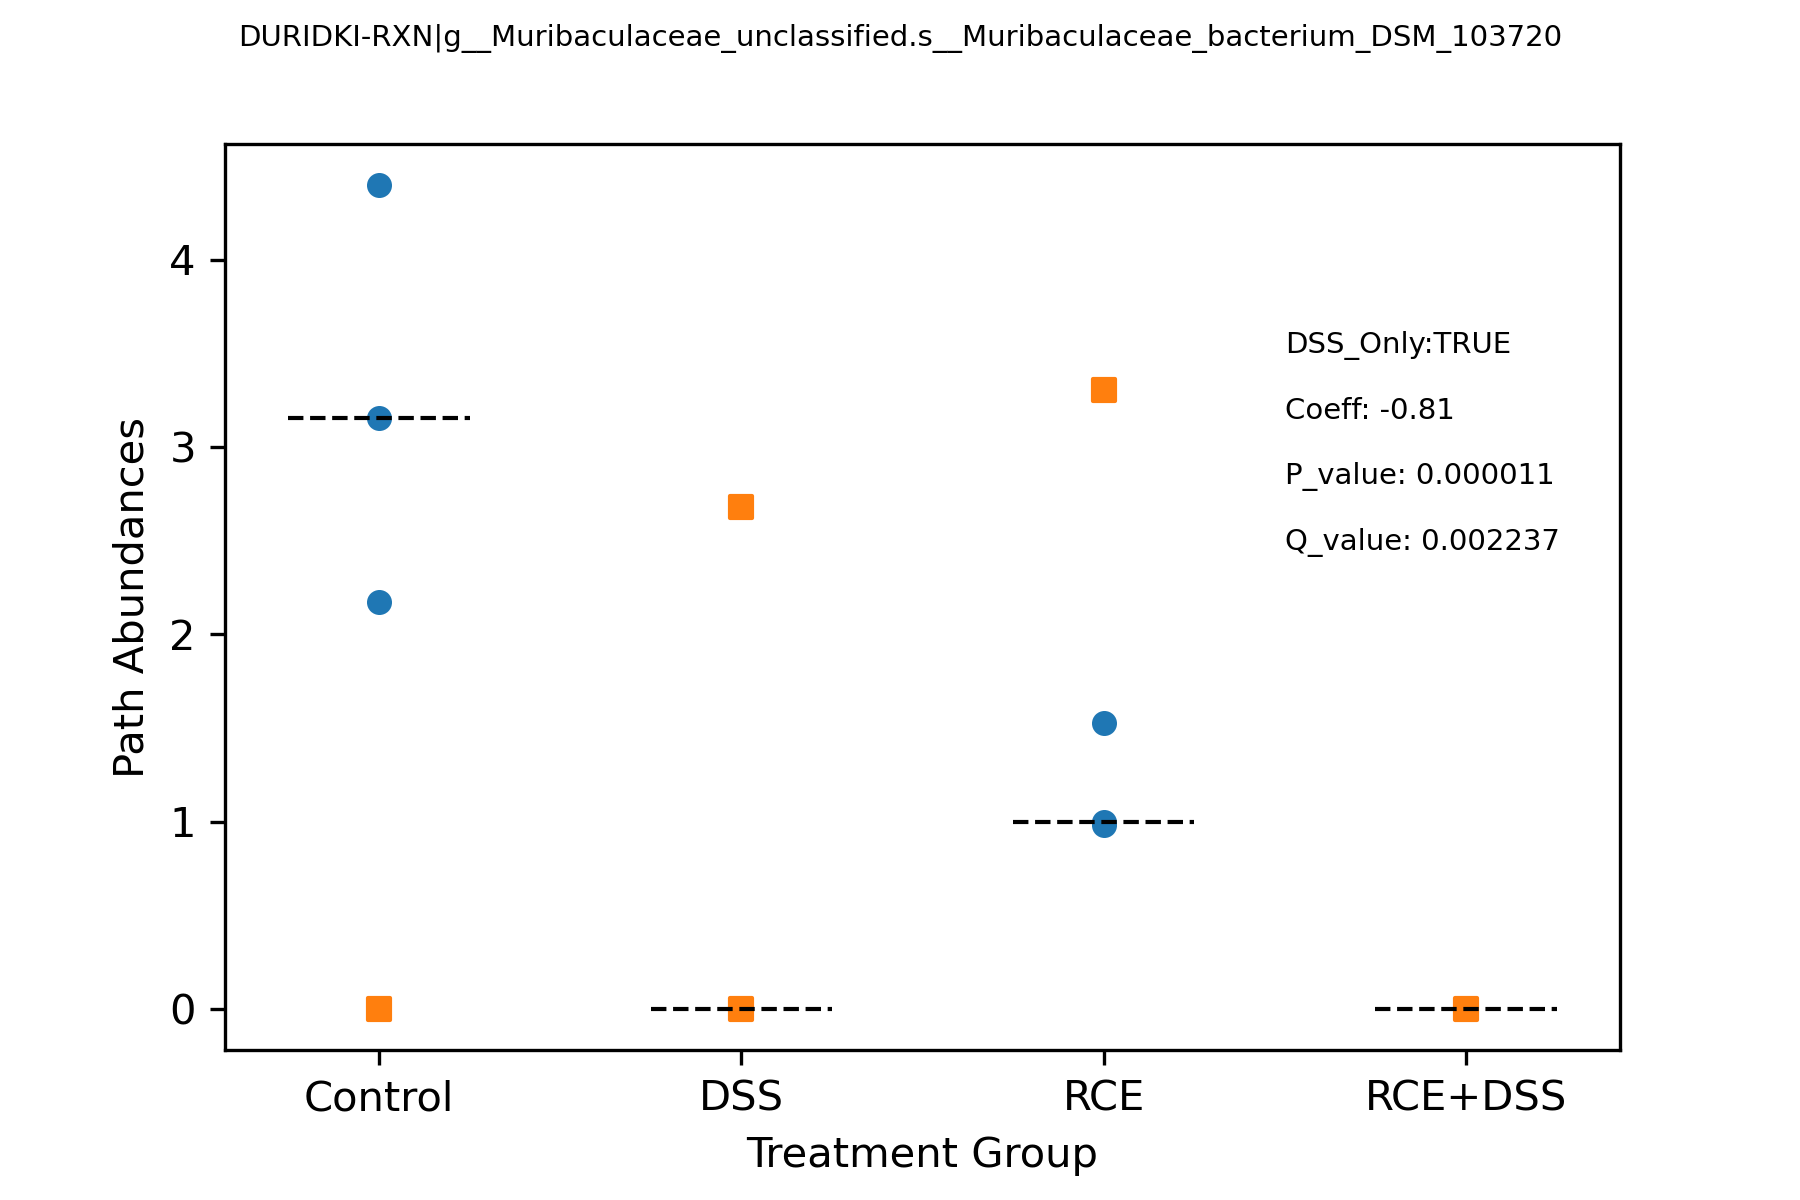 DURIDKI-RXN|g__Muribaculaceae_unclassified.s__Muribaculaceae_bacterium_DSM_103720
4
3
2
1
0
Path Abundances
DSS_Only:TRUE
Coeff: -0.81
P_value: 0.000011
Q_value: 0.002237
Control DSS RCE RCE+DSS
Treatment Group